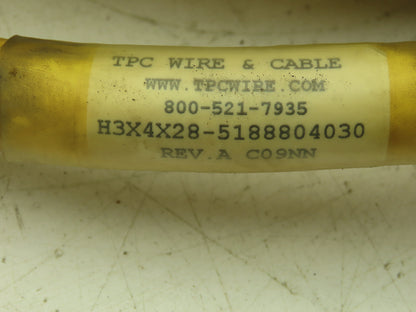 TPC WIRE & CABLE
WWW.TPCWIRE.COM
800-521-7935
H3X4X28-5188804030
REV.A C09NN